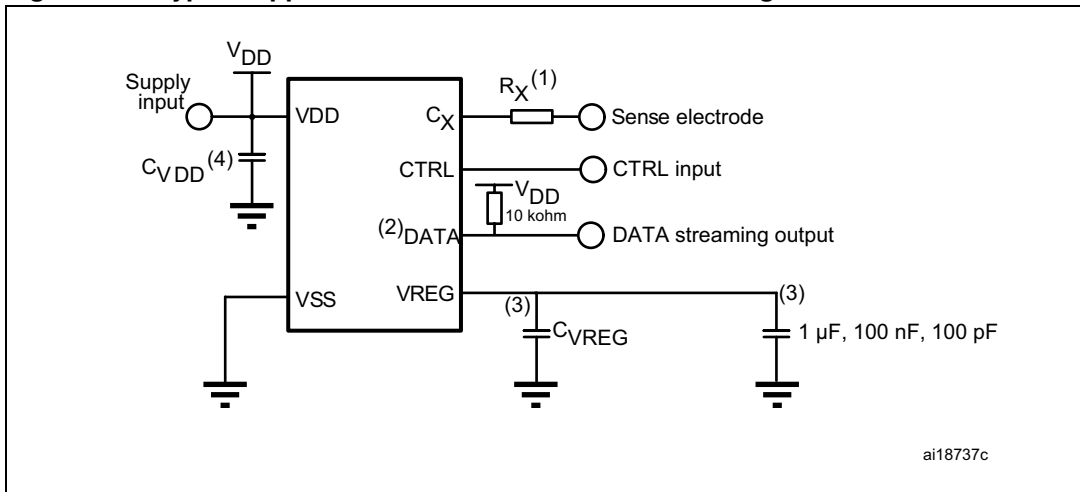 VDD
Supply
input
VDD
CX
RX(1)
Sense electrode
CVDD(4)
CTRL
CTRL input
VDD
10 kohm
(2)DATA
DATA streaming output
VSS
VREG
(3)
CVREG
(3)
1 µF, 100 nF, 100 pF
ai18737c